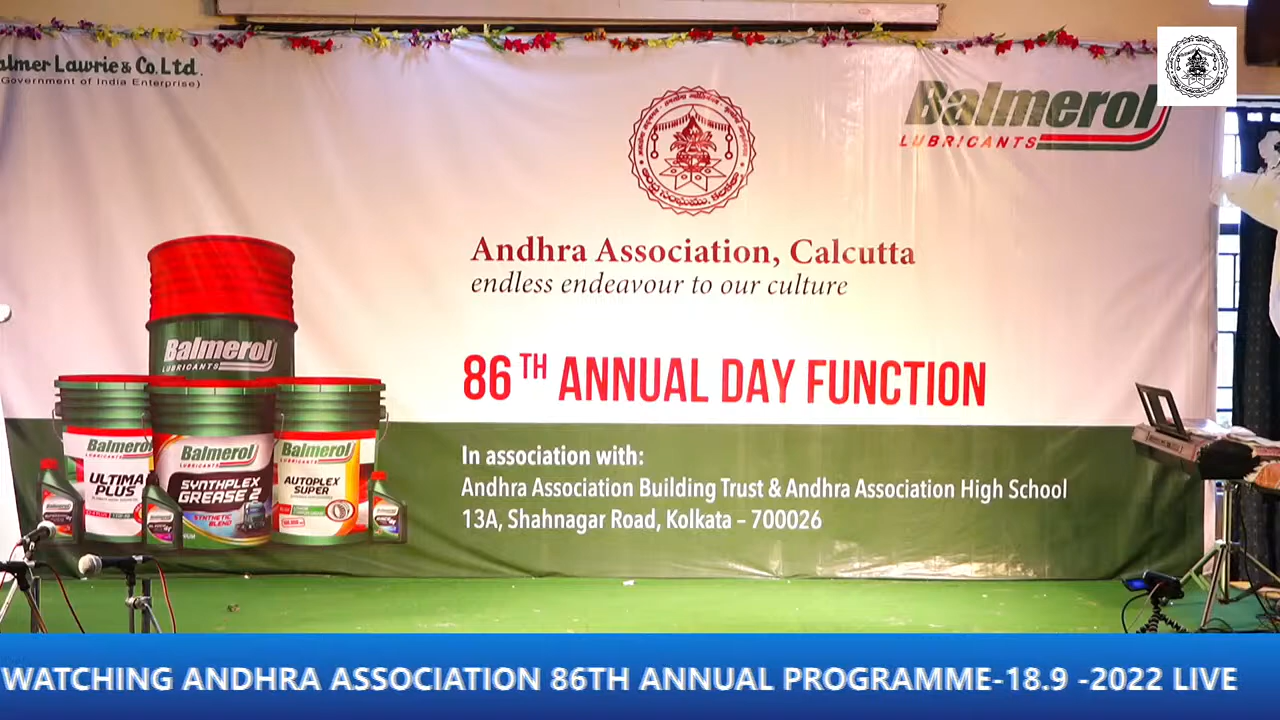 almer Lawrie & Co. Ltd.
Government of India Enterprise)
Balmerol
LUBRICANTS
Andhra Association, Calcutta
endless endeavour to our culture
86TH ANNUAL DAY FUNCTION
In association with:
Andhra Association Building Trust & Andhra Association High School
13A, Shahnagar Road, Kolkata – 700026
Balmerol
LUBRICANTS
Balmerol
LUBRICANTS
ULTIMA
PLUS
Balmerol
LUBRICANTS
SYNTHPLEX
GREASE 2
SYNTHETIC
BLEND
Balmerol
LUBRICANTS
AUTOPLEX
SUPER
WATCHING ANDHRA ASSOCIATION 86TH ANNUAL PROGRAMME-18.9 -2022 LIVE